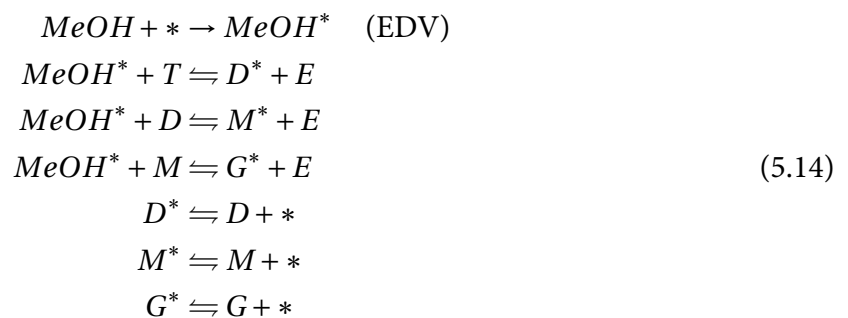 MeOH + * → MeOH* (EDV)
MeOH* + T ⇋ D* + E
MeOH* + D ⇋ M* + E
MeOH* + M ⇋ G* + E (5.14)
D* ⇋ D + *
M* ⇋ M + *
G* ⇋ G + *